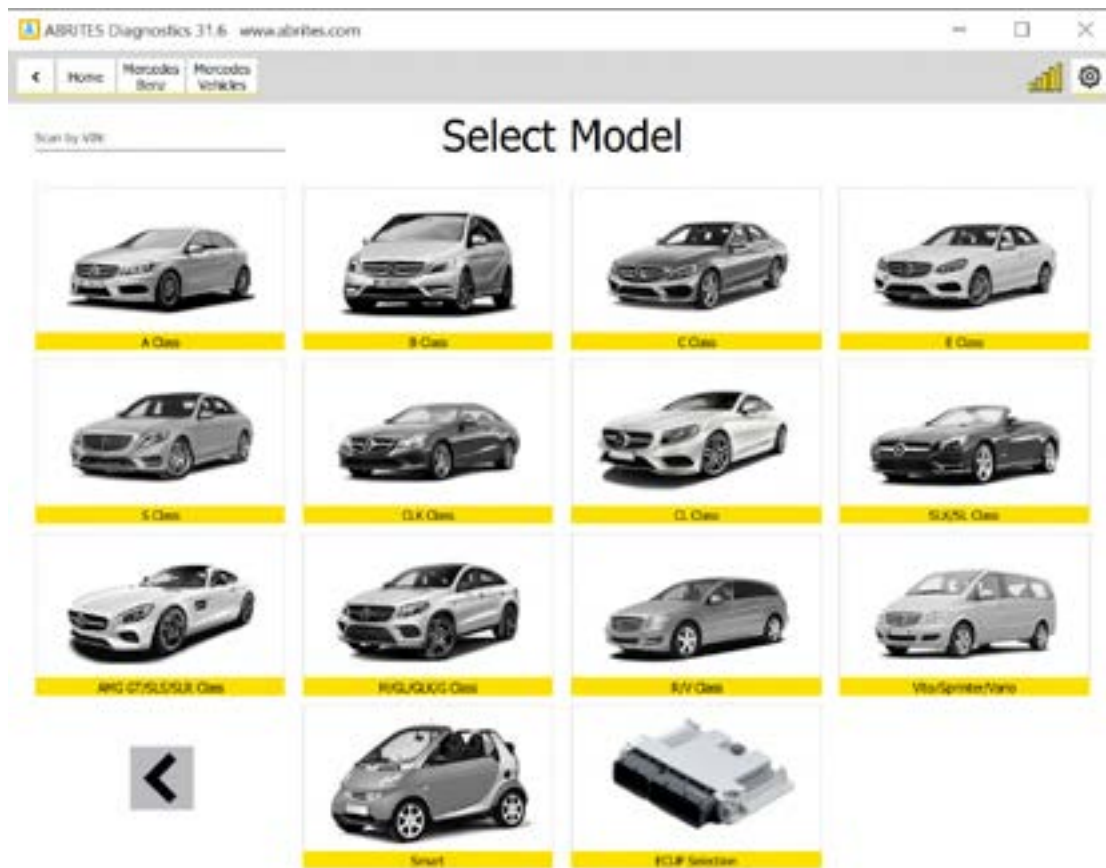 ABRITES Diagnostics 31.6 www.abrites.com
Home
Mercedes
Benz
Mercedes
Vehicles
Scan by VIN:
Select Model
A Class
B Class
C Class
E Class
S Class
CLK Class
CL Class
SLK/SL Class
AMG GT/SLS/SLR Class
M/GL/GLK/G Class
R/V Class
Vito/Sprinter/Vario
Smart
Selection